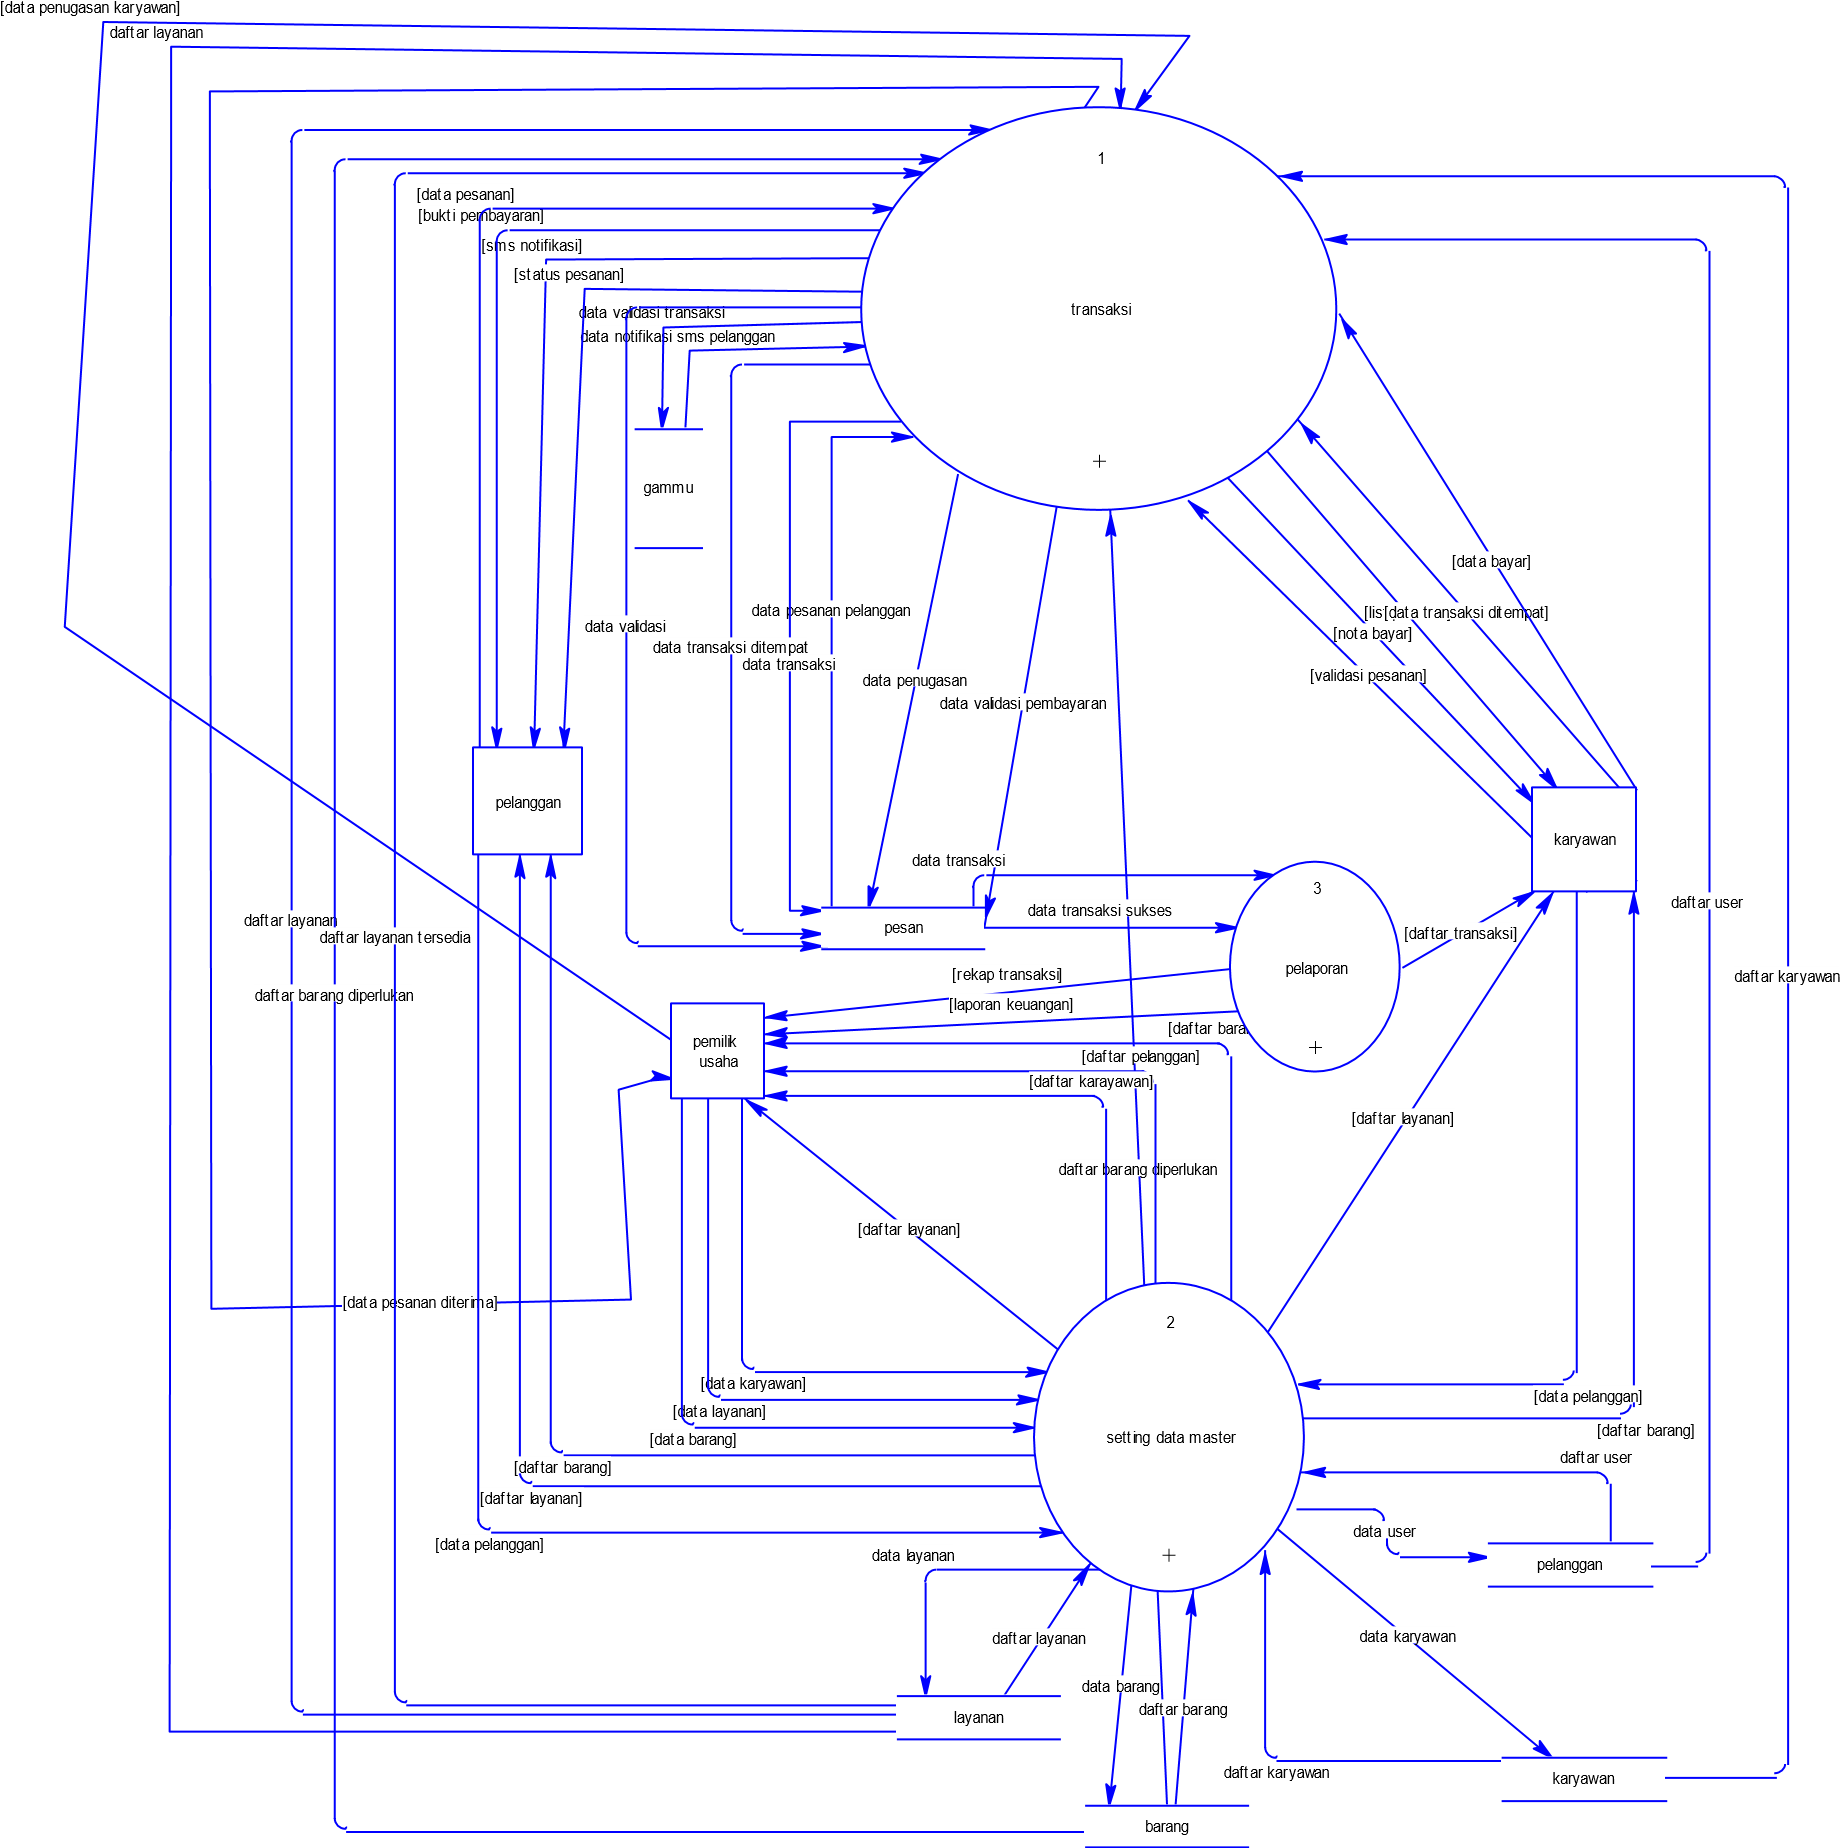 [data penugasan karyawan]
daftar layanan
1
[data pesanan]
[bukti pembayaran]
[sms notifikasi]
[status pesanan]
transaksi
data validasi transaksi
data notifikasi sms pelanggan
gammu
[data bayar]
data pesanan pelanggan
[lis[data transaksi ditempat]
data validasi
[nota bayar]
data transaksi ditempat
data transaksi
[validasi pesanan]
data penugasan
data validasi pembayaran
pelanggan
karyawan
data transaksi
3
daftar user
data transaksi sukses
daftar layanan
pesan
[daftar transaksi]
daftar layanan tersedia
pelaporan
[rekap transaksi]
daftar karyawan
daftar barang diperlukan
[laporan keuangan]
[daftar bara
pemilik
usaha
[daftar pelanggan]
[daftar karayawan]
[daftar layanan]
daftar barang diperlukan
[daftar layanan]
[data pesanan diterima]
2
[data karyawan]
[data pelanggan]
[data layanan]
[daftar barang]
[data barang]
setting data master
daftar user
[daftar barang]
[daftar layanan]
data user
[data pelanggan]
data layanan
pelanggan
daftar layanan
data karyawan
data barang
daftar barang
layanan
daftar karyawan
karyawan
barang